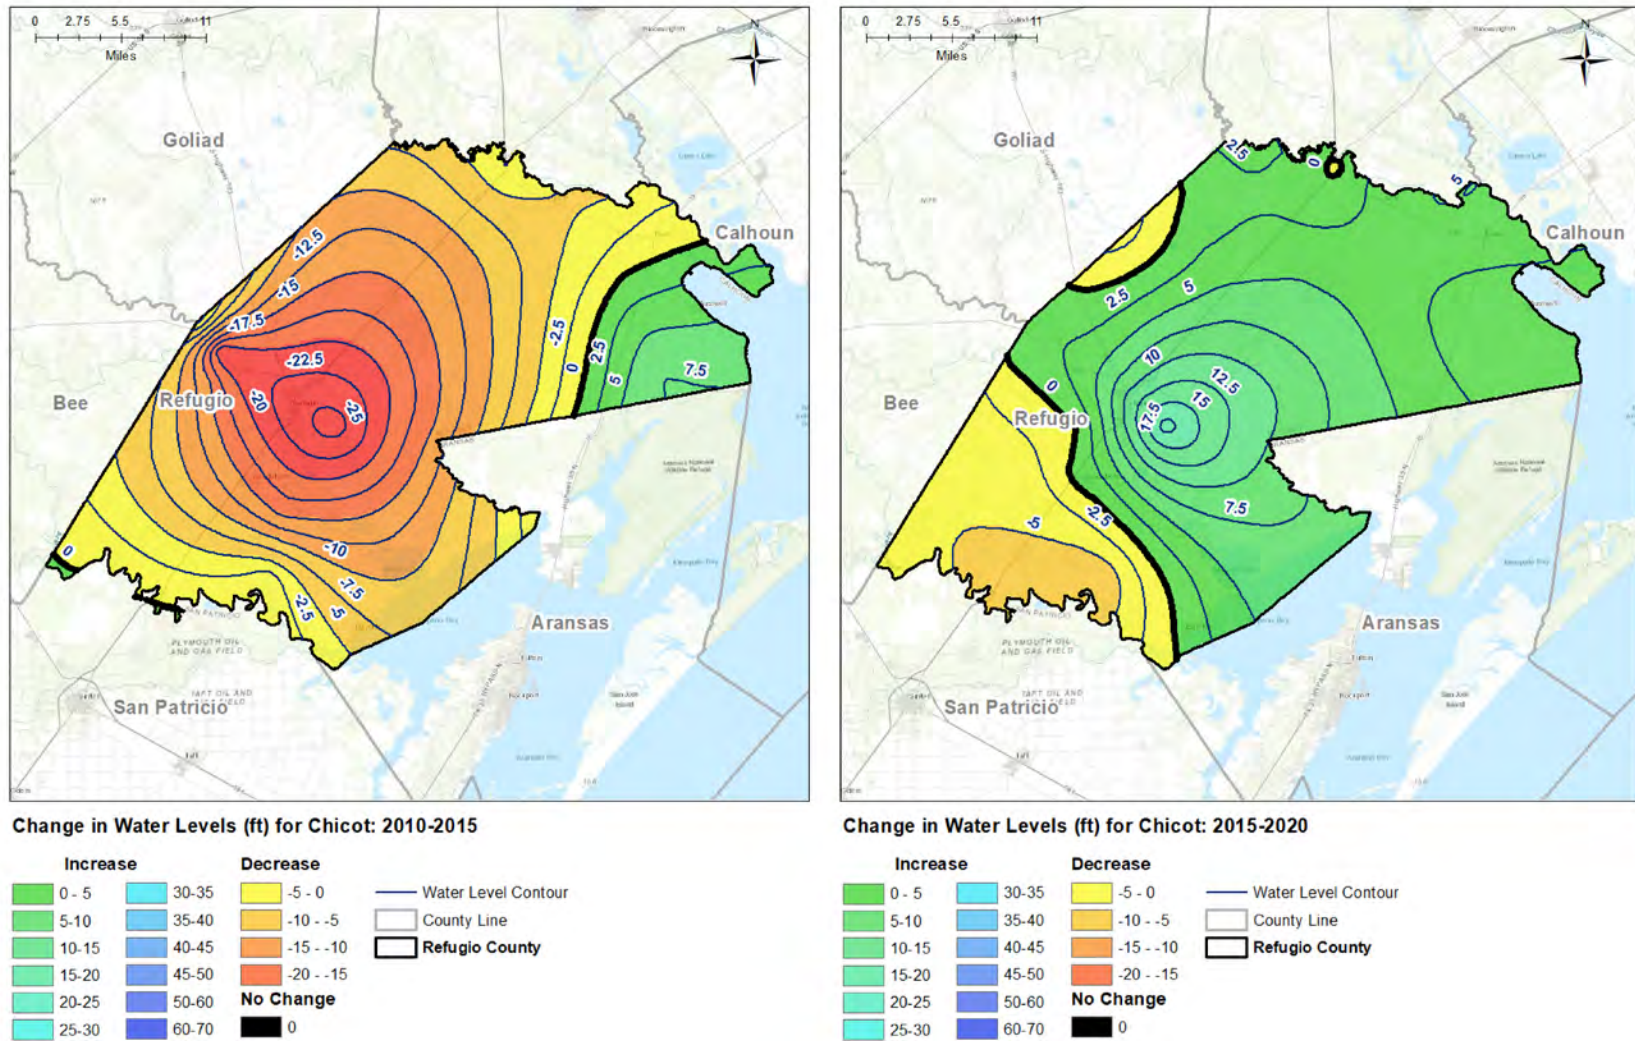 0 2.75 5.5 11
Miles
N
Goliad
Calhoun
Bee
Refugio
Aransas
San Patricio
PLYMOUTH OIL
AND GAS FIELD
TAFT OIL AND
SAN PATRICIO
Rockport
Taft
-12.5
-15
-17.5
-22.5
-20
-25
-2.5
0
2.5
5
7.5
-10
-7.5
-5
-2.5
0
Change in Water Levels (ft) for Chicot: 2010-2015
Increase
0 - 5
5-10
10-15
15-20
20-25
25-30
30-35
35-40
40-45
45-50
50-60
60-70
Decrease
-5 - 0
-10 - -5
-15 - -10
-20 - -15
No Change
0
Water Level Contour
County Line
Refugio County
0 2.75 5.5 11
Miles
N
Goliad
Calhoun
Bee
Refugio
Aransas
San Patricio
PLYMOUTH OIL
AND GAS FIELD
TAFT OIL AND
SAN PATRICIO
Rockport
Taft
2.5
0
5
2.5
5
10
12.5
15
17.5
0
7.5
-2.5
-5
Change in Water Levels (ft) for Chicot: 2015-2020
Increase
0 - 5
5-10
10-15
15-20
20-25
25-30
30-35
35-40
40-45
45-50
50-60
60-70
Decrease
-5 - 0
-10 - -5
-15 - -10
-20 - -15
No Change
0
Water Level Contour
County Line
Refugio County